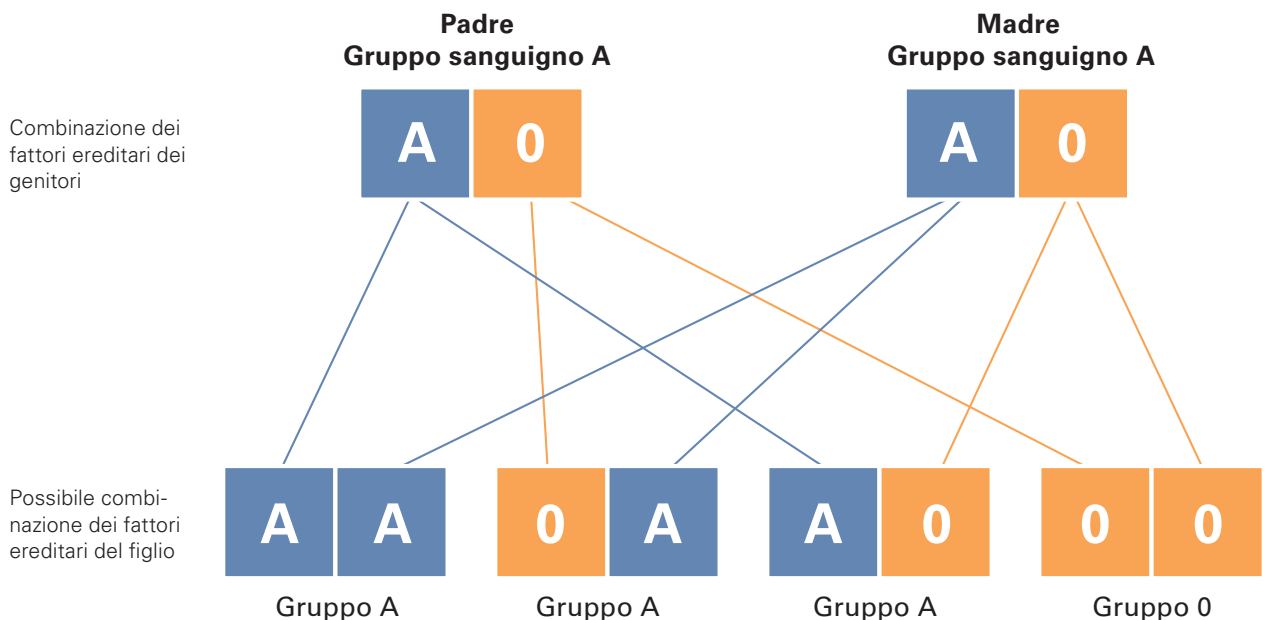 Padre
Gruppo sanguigno A
Madre
Gruppo sanguigno A
Combinazione dei
fattori ereditari dei
genitori
A 0
A 0
Possibile combi-
nazione dei fattori
ereditari del figlio
A A
0 A
A 0
0 0
Gruppo A
Gruppo A
Gruppo A
Gruppo 0